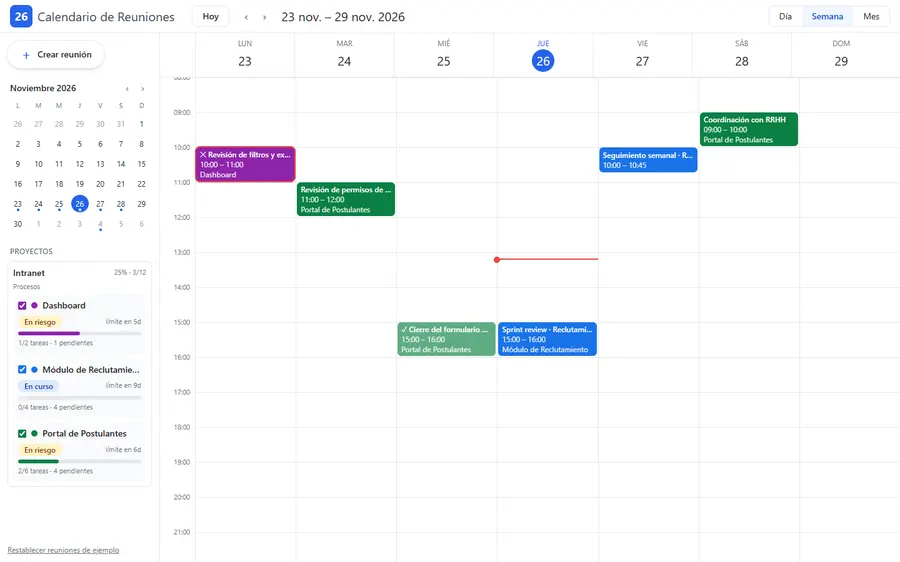 26 Calendario de Reuniones
Hoy
‹ ›
23 nov. – 29 nov. 2026
Día Semana Mes
+ Crear reunión
Noviembre 2026 ‹ ›
L M M J V S D
26 27 28 29 30 31 1
2 3 4 5 6 7 8
9 10 11 12 13 14 15
16 17 18 19 20 21 22
23 24 25 26 27 28 29
30 1 2 3 4 5 6
PROYECTOS
Intranet 25% · 3/12
Procesos
Dashboard
En riesgo límite en 5d
1/2 tareas · 1 pendientes
Módulo de Reclutamie...
En curso límite en 9d
0/4 tareas · 4 pendientes
Portal de Postulantes
En riesgo límite en 6d
2/6 tareas · 4 pendientes
Restablecer reuniones de ejemplo
LUN MAR MIÉ JUE VIE SÁB DOM
23 24 25 26 27 28 29
08:00
09:00
10:00
11:00
12:00
13:00
14:00
15:00
16:00
17:00
18:00
19:00
20:00
21:00
✕ Revisión de filtros y ex...
10:00 – 11:00
Dashboard
Revisión de permisos de ...
11:00 – 12:00
Portal de Postulantes
✓ Cierre del formulario ...
15:00 – 16:00
Portal de Postulantes
Sprint review · Reclutami...
15:00 – 16:00
Módulo de Reclutamiento
Seguimiento semanal · R...
10:00 – 10:45
Coordinación con RRHH
09:00 – 10:00
Portal de Postulantes